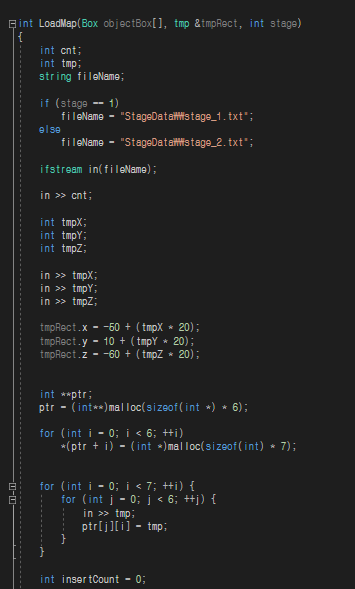 int LoadMap(Box objectBox[], tmp &tmpRect, int stage)
{
int cnt;
int tmp;
string fileName;
if (stage == 1)
fileName = "StageData₩₩stage_1.txt";
else
fileName = "StageData₩₩stage_2.txt";
ifstream in(fileName);
in >> cnt;
int tmpX;
int tmpY;
int tmpZ;
in >> tmpX;
in >> tmpY;
in >> tmpZ;
tmpRect.x = -50 + (tmpX * 20);
tmpRect.y = 10 + (tmpY * 20);
tmpRect.z = -60 + (tmpZ * 20);
int **ptr;
ptr = (int**)malloc(sizeof(int *) * 6);
for (int i = 0; i < 6; ++i)
*(ptr + i) = (int *)malloc(sizeof(int) * 7);
for (int i = 0; i < 7; ++i) {
for (int j = 0; j < 6; ++j) {
in >> tmp;
ptr[j][i] = tmp;
}
}
int insertCount = 0;